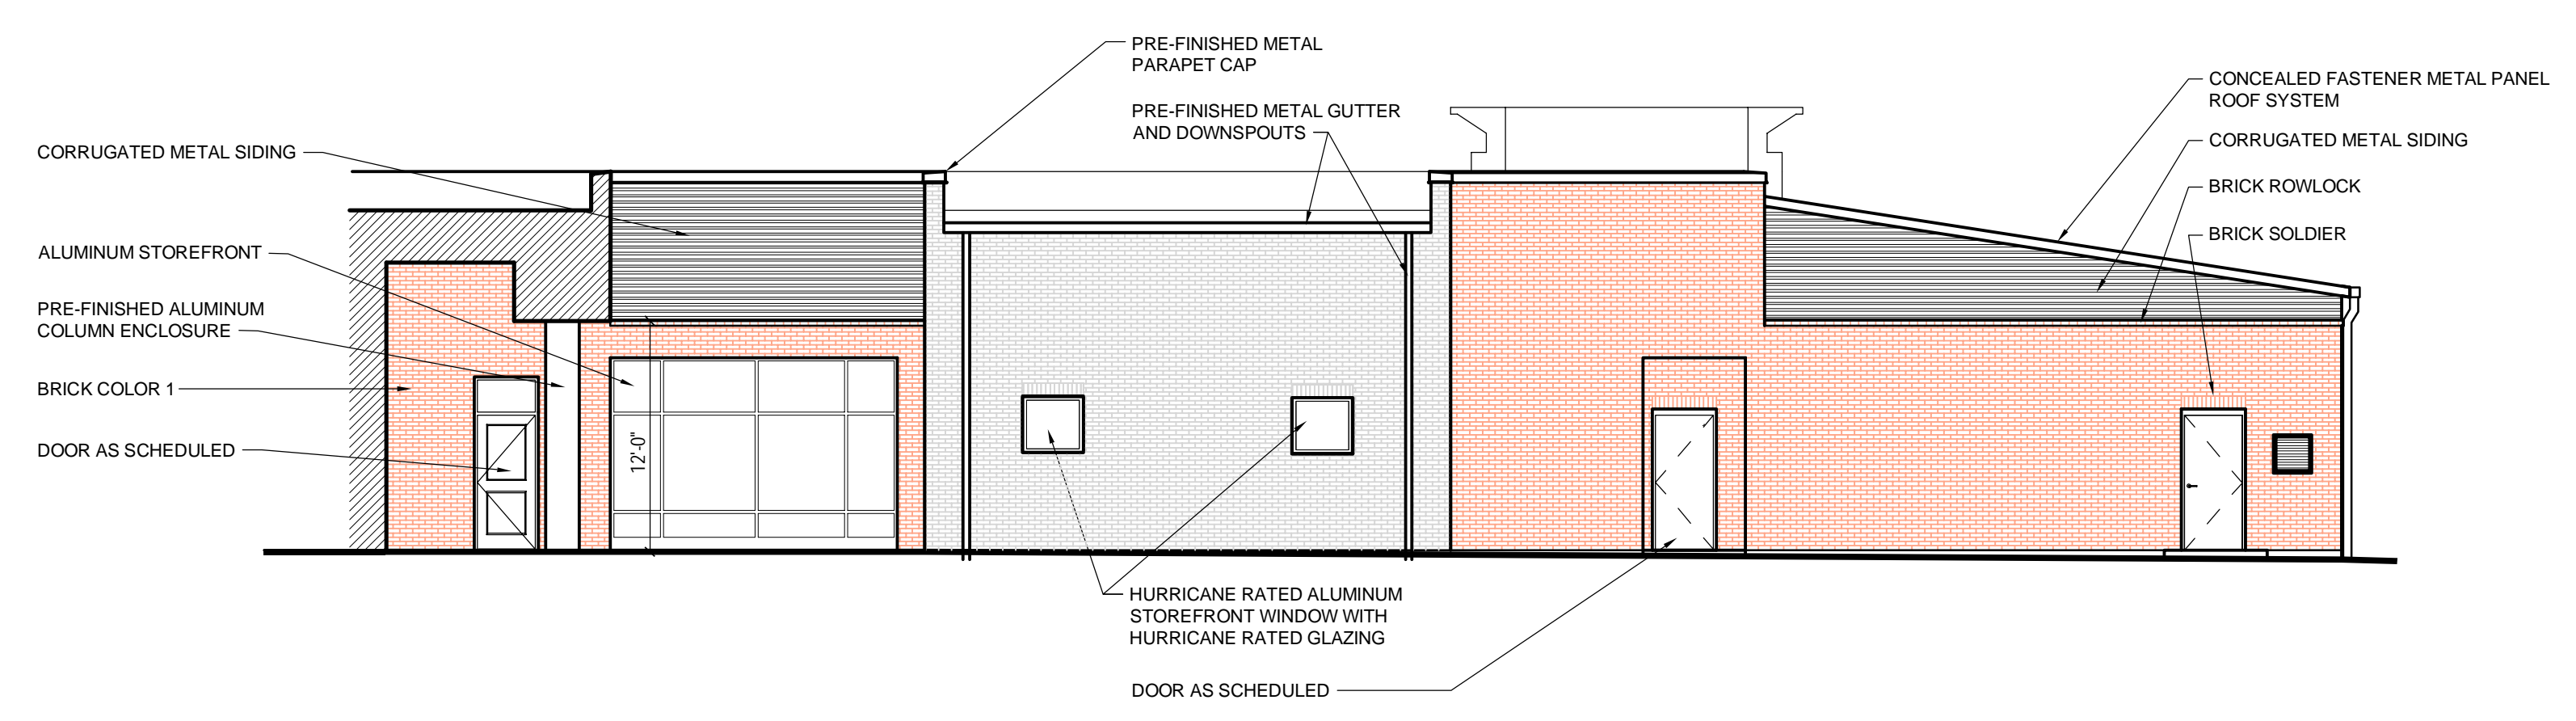 PRE-FINISHED METAL
PARAPET CAP
PRE-FINISHED METAL GUTTER
AND DOWNSPOUTS
CONCEALED FASTENER METAL PANEL
ROOF SYSTEM
CORRUGATED METAL SIDING
BRICK ROWLOCK
BRICK SOLDIER
CORRUGATED METAL SIDING
ALUMINUM STOREFRONT
PRE-FINISHED ALUMINUM
COLUMN ENCLOSURE
BRICK COLOR 1
DOOR AS SCHEDULED
12'-0"
HURRICANE RATED ALUMINUM
STOREFRONT WINDOW WITH
HURRICANE RATED GLAZING
DOOR AS SCHEDULED